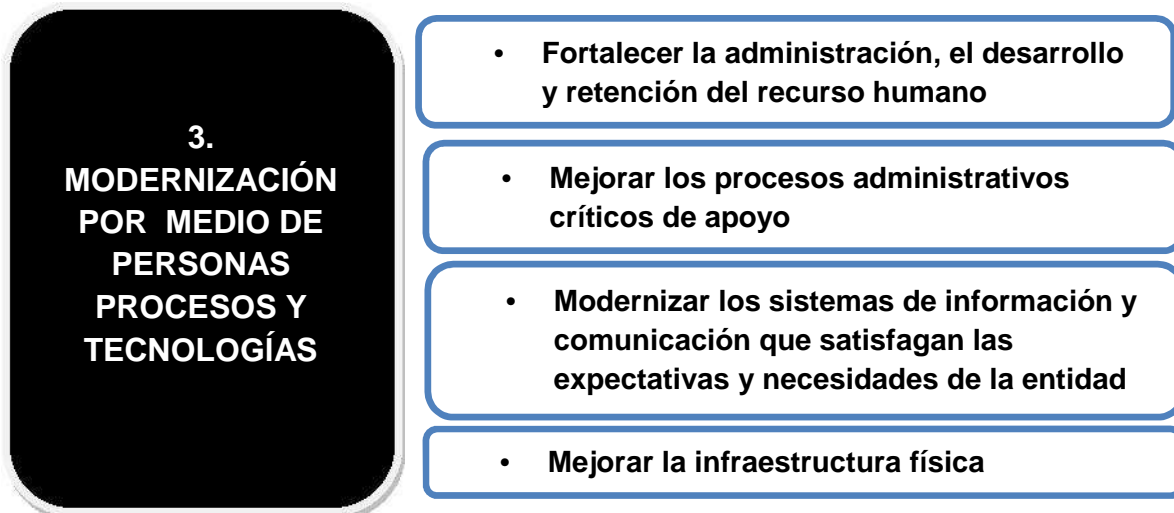 3.
MODERNIZACIÓN
POR MEDIO DE
PERSONAS
PROCESOS Y
TECNOLOGÍAS
• Fortalecer la administración, el desarrollo
y retención del recurso humano
• Mejorar los procesos administrativos
críticos de apoyo
• Modernizar los sistemas de información y
comunicación que satisfagan las
expectativas y necesidades de la entidad
• Mejorar la infraestructura física